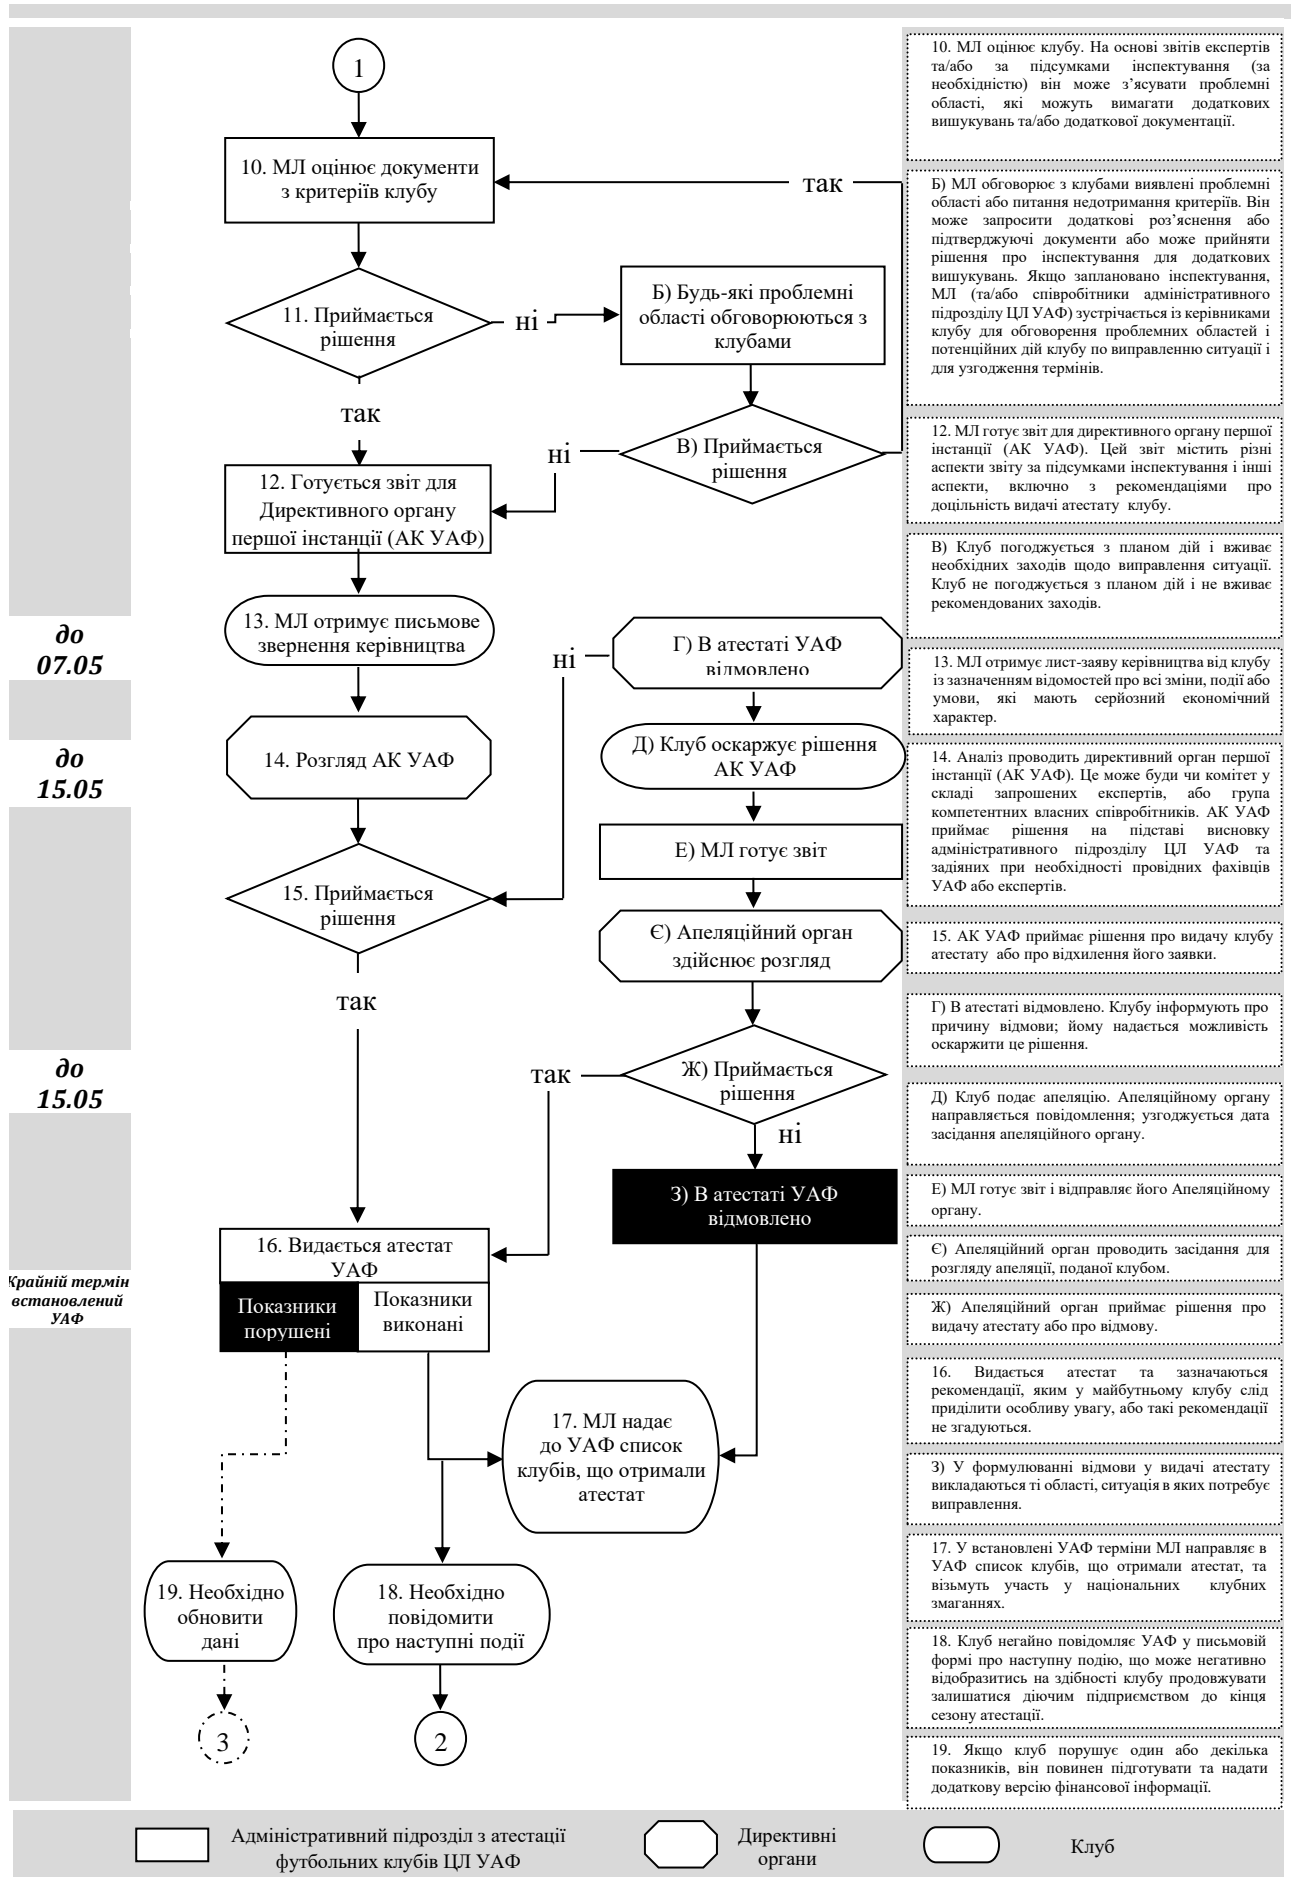 1
10. МЛ оцінює документи
з критеріїв клубу
так
11. Приймається
рішення
ні
Б) Будь-які проблемні
області обговорюються з
клубами
так
ні
В) Приймається
рішення
12. Готується звіт для
Директивного органу
першої інстанції (АК УАФ)
13. МЛ отримує письмове
звернення керівництва
до
07.05
ні
Г) В атестаті УАФ
відмовлено
14. Розгляд АК УАФ
до
15.05
Д) Клуб оскаржує рішення
АК УАФ
Е) МЛ готує звіт
15. Приймається
рішення
Є) Апеляційний орган
здійснює розгляд
так
до
15.05
так
Ж) Приймається
рішення
ні
З) В атестаті УАФ
відмовлено
16. Видається атестат
УАФ
Показники
порушені
Показники
виконані
Крайній термін
встановлений
УАФ
17. МЛ надає
до УАФ список
клубів, що отримали
атестат
19. Необхідно
обновити
дані
18. Необхідно
повідомити
про наступні події
3
2
10. МЛ оцінює клубу. На основі звітів експертів
та/або за підсумками інспектування (за
необхідністю) він може з’ясувати проблемні
області, які можуть вимагати додаткових
вишукувань та/або додаткової документації.
Б) МЛ обговорює з клубами виявлені проблемні
області або питання недотримання критеріїв. Він
може запросити додаткові роз’яснення або
підтверджуючі документи або може прийняти
рішення про інспектування для додаткових
вишукувань. Якщо заплановано інспектування,
МЛ (та/або співробітники адміністративного
підрозділу ЦЛ УАФ) зустрічається із керівниками
клубу для обговорення проблемних областей і
потенційних дій клубу по виправленню ситуації і
для узгодження термінів.
12. МЛ готує звіт для директивного органу першої
інстанції (АК УАФ). Цей звіт містить різні
аспекти звіту за підсумками інспектування і інші
аспекти, включно з рекомендаціями про
доцільність видачі атестату клубу.
В) Клуб погоджується з планом дій і вживає
необхідних заходів щодо виправлення ситуації.
Клуб не погоджується з планом дій і не вживає
рекомендованих заходів.
13. МЛ отримує лист-заяву керівництва від клубу
із зазначенням відомостей про всі зміни, події або
умови, які мають серйозний економічний
характер.
14. Аналіз проводить директивний орган першої
інстанції (АК УАФ). Це може буди чи комітет у
складі запрошених експертів, або група
компетентних власних співробітників. АК УАФ
приймає рішення на підставі висновку
адміністративного підрозділу ЦЛ УАФ та
задіяних при необхідності провідних фахівців
УАФ або експертів.
15. АК УАФ приймає рішення про видачу клубу
атестату або про відхилення його заявки.
Г) В атестаті відмовлено. Клубу інформують про
причину відмови; йому надається можливість
оскаржити це рішення.
Д) Клуб подає апеляцію. Апеляційному органу
направляється повідомлення; узгоджується дата
засідання апеляційного органу.
Е) МЛ готує звіт і відправляє його Апеляційному
органу.
Є) Апеляційний орган проводить засідання для
розгляду апеляції, поданої клубом.
Ж) Апеляційний орган приймає рішення про
видачу атестату або про відмову.
16. Видається атестат та зазначаються
рекомендації, яким у майбутньому клубу слід
приділити особливу увагу, або такі рекомендації
не згадуються.
З) У формулюванні відмови у видачі атестату
викладаються ті області, ситуація в яких потребує
виправлення.
17. У встановлені УАФ терміни МЛ направляє в
УАФ список клубів, що отримали атестат, та
візьмуть участь у національних клубних
змаганнях.
18. Клуб негайно повідомляє УАФ у письмовій
формі про наступну подію, що може негативно
відобразитись на здібності клубу продовжувати
залишатися діючим підприємством до кінця
сезону атестації.
19. Якщо клуб порушує один або декілька
показників, він повинен підготувати та надати
додаткову версію фінансової інформації.
Адміністративний підрозділ з атестації
футбольних клубів ЦЛ УАФ
Директивні
органи
Клуб